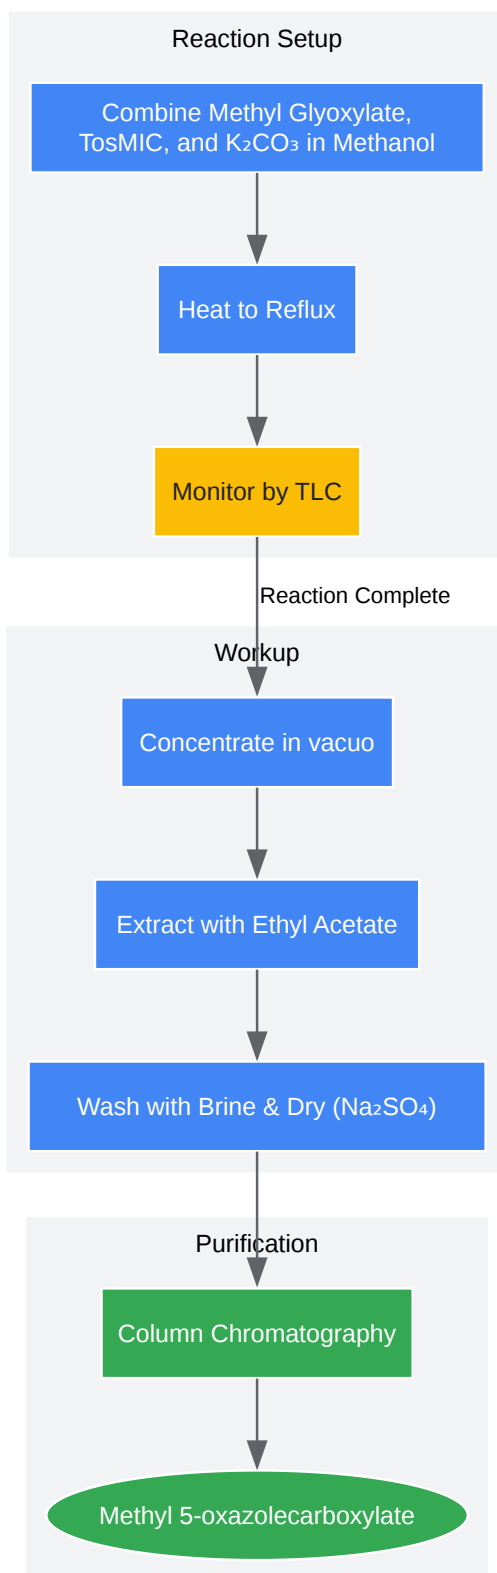 Reaction Setup
Combine Methyl Glyoxylate,
TosMIC, and K₂CO₃ in Methanol
Heat to Reflux
Monitor by TLC
Reaction Complete
Workup
Concentrate in vacuo
Extract with Ethyl Acetate
Wash with Brine & Dry (Na₂SO₄)
Purification
Column Chromatography
Methyl 5-oxazolecarboxylate